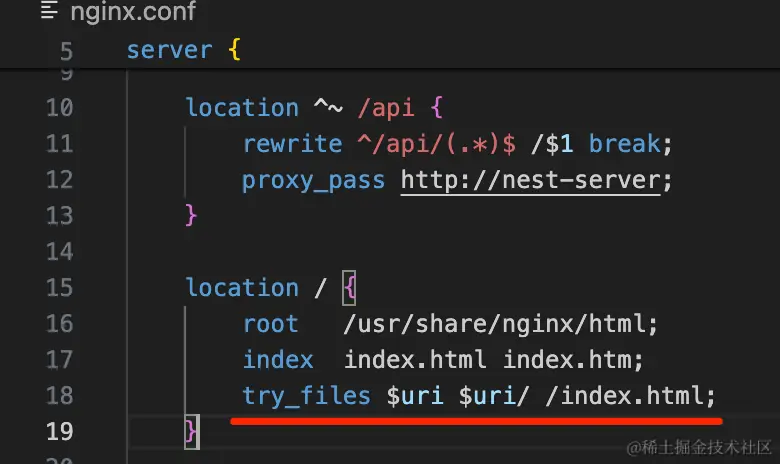 nginx.conf
5 server {
9
10 location ^~ /api {
11 rewrite ^/api/(.*)$ /$1 break;
12 proxy_pass http://nest-server;
13 }
14
15 location / {
16 root /usr/share/nginx/html;
17 index index.html index.htm;
18 try_files $uri $uri/ /index.html;
19 }
20
@稀土掘金技术社区